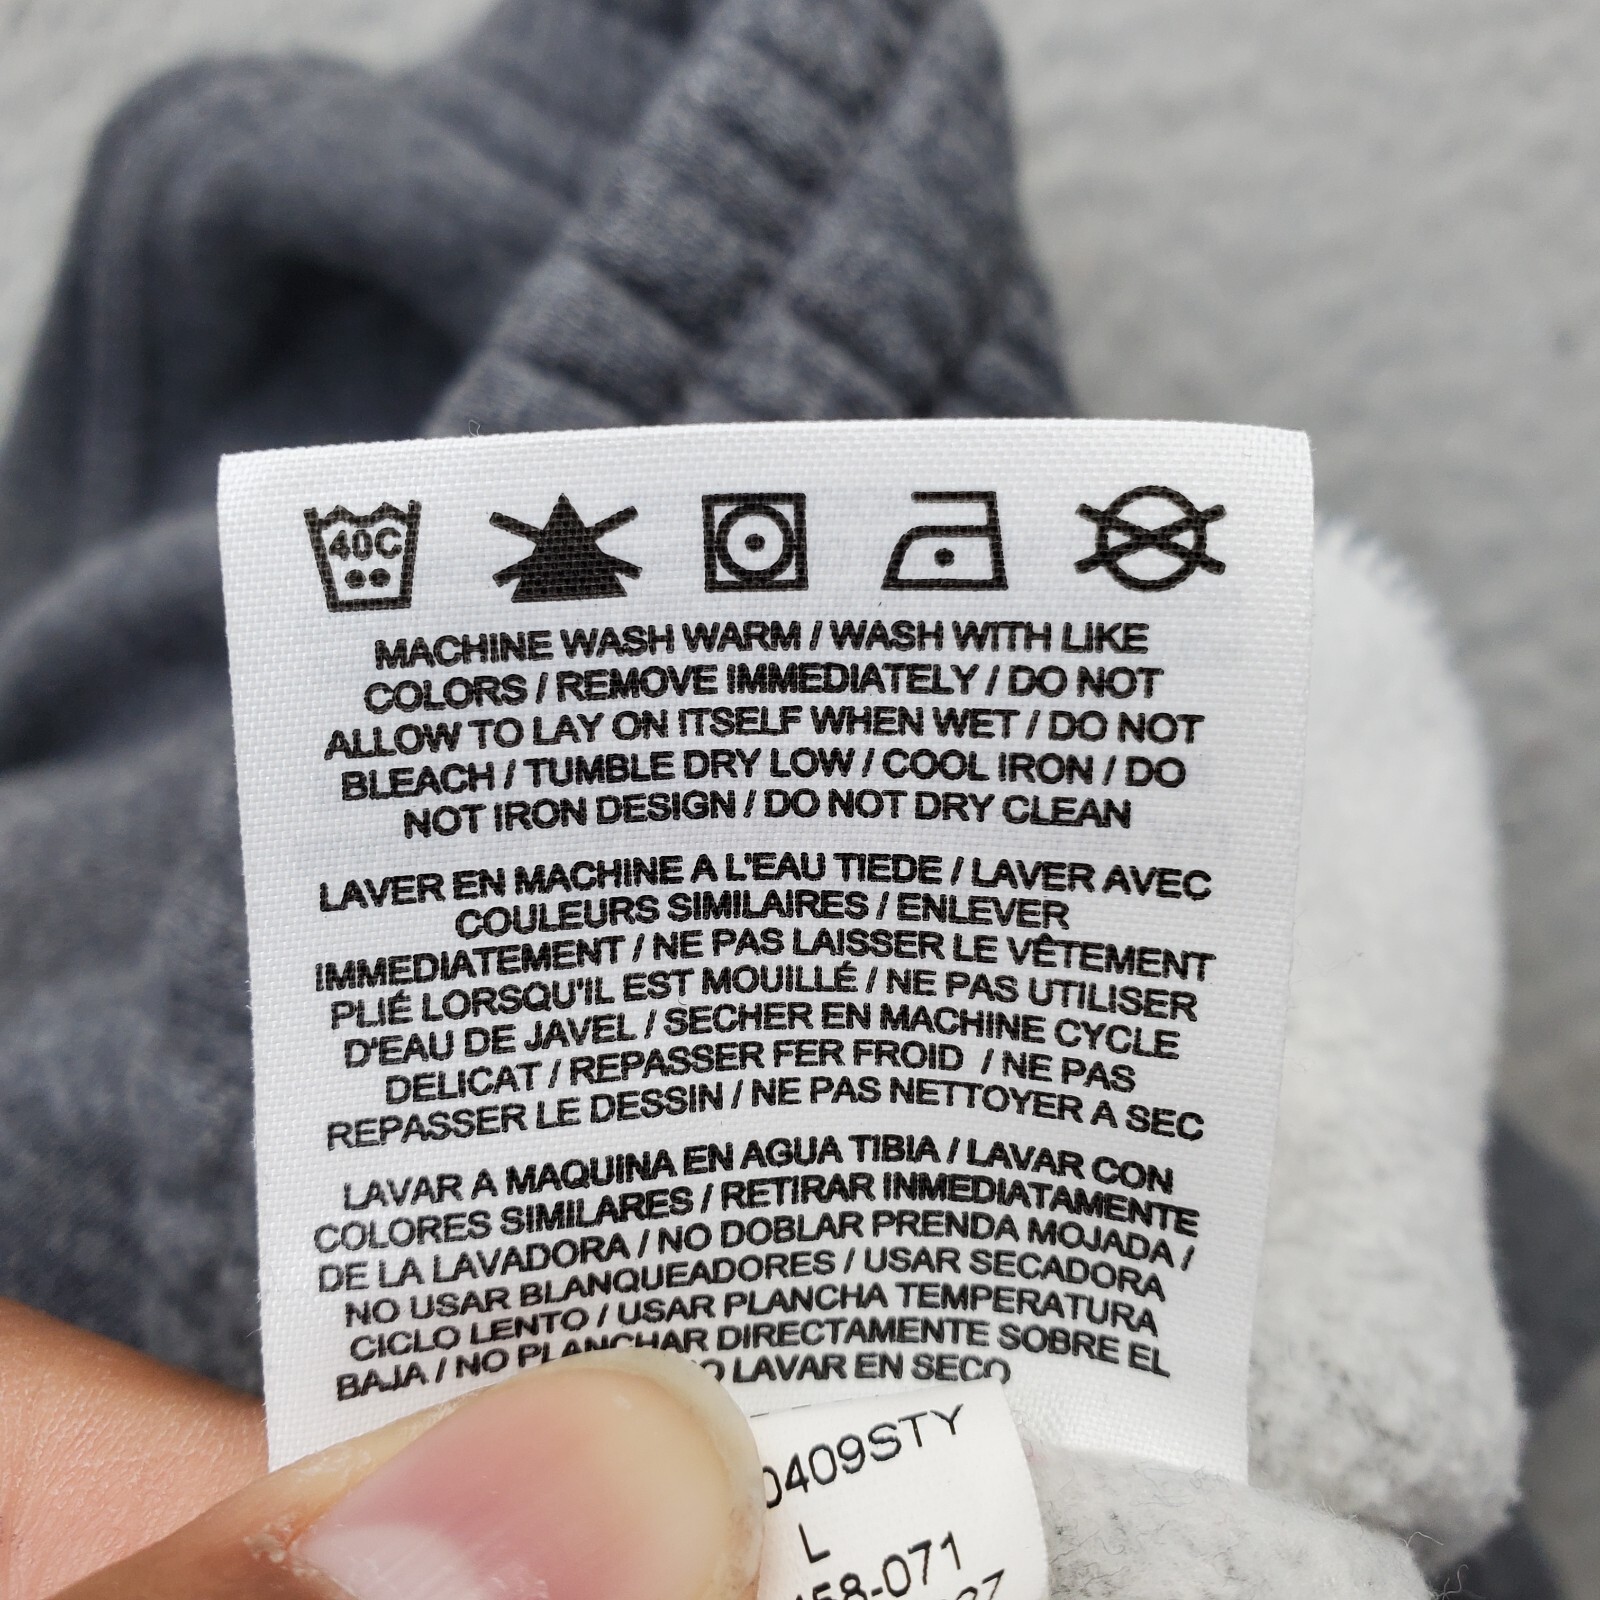 40C
MACHINE WASH WARM / WASH WITH LIKE
COLORS / REMOVE IMMEDIATELY / DO NOT
ALLOW TO LAY ON ITSELF WHEN WET / DO NOT
BLEACH / TUMBLE DRY LOW / COOL IRON / DO
NOT IRON DESIGN / DO NOT DRY CLEAN
LAVER EN MACHINE A L'EAU TIEDE / LAVER AVEC
COULEURS SIMILAIRES / ENLEVER
IMMEDIATEMENT / NE PAS LAISSER LE VÊTEMENT
PLIÉ LORSQU'IL EST MOUILLÉ / NE PAS UTILISER
D'EAU DE JAVEL / SECHER EN MACHINE CYCLE
DELICAT / REPASSER FER FROID / NE PAS
REPASSER LE DESSIN / NE PAS NETTOYER A SEC
LAVAR A MAQUINA EN AGUA TIBIA / LAVAR CON
COLORES SIMILARES / RETIRAR INMEDIATAMENTE
DE LA LAVADORA / NO DOBLAR PRENDA MOJADA /
NO USAR BLANQUEADORES / USAR SECADORA
CICLO LENTO / USAR PLANCHA TEMPERATURA
BAJA / NO PLANCHAR DIRECTAMENTE SOBRE EL
LAVAR EN SECO
0409STY
L
58-071